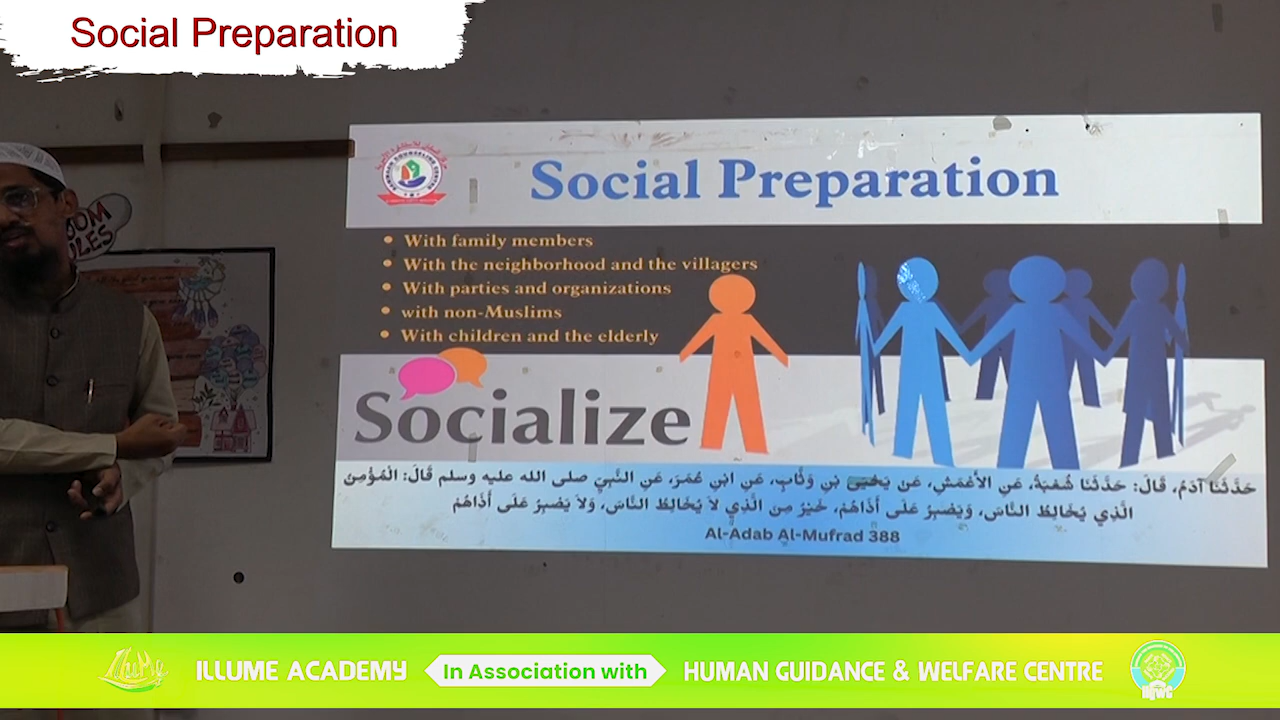 Social Preparation
Social Preparation
With family members
With the neighborhood and the villagers
With parties and organizations
with non-Muslims
With children and the elderly
Socialize
حَدَّثَنَا آدَمُ، قَالَ: حَدَّثَنَا شُعْبَةُ، عَنِ الأَعْمَشِ، عَنْ يَحْيَى بْنِ وَثَّابٍ، عَنِ ابْنِ عُمَرَ، عَنِ النَّبِيِّ صلى الله عليه وسلم قَالَ: الْمُؤْمِنُ
الَّذِي يُخَالِطُ النَّاسَ، وَيَصْبِرُ عَلَى أَذَاهُمْ، خَيْرٌ مِنَ الَّذِي لاَ يُخَالِطُ النَّاسَ، وَلاَ يَصْبِرُ عَلَى أَذَاهُمْ
Al-Adab Al-Mufrad 388
ILLUME ACADEMY In Association with HUMAN GUIDANCE & WELFARE CENTRE
hgwc